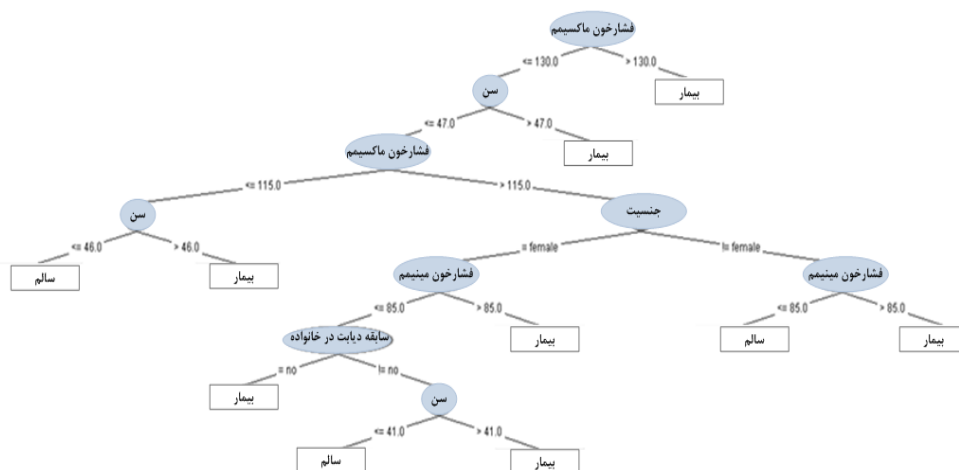 فشارخون ماکسیمم
<= 130.0 > 130.0
سن بیمار
<= 47.0 > 47.0
فشارخون ماکسیمم بیمار
<= 115.0 > 115.0
سن جنسیت
<= 46.0 > 46.0 = female != female
سالم بیمار فشارخون مینیمم فشارخون مینیمم
<= 85.0 > 85.0 <= 85.0 > 85.0
سابقه دیابت در خانواده بیمار سالم بیمار
= no != no
بیمار سن
<= 41.0 > 41.0
سالم بیمار